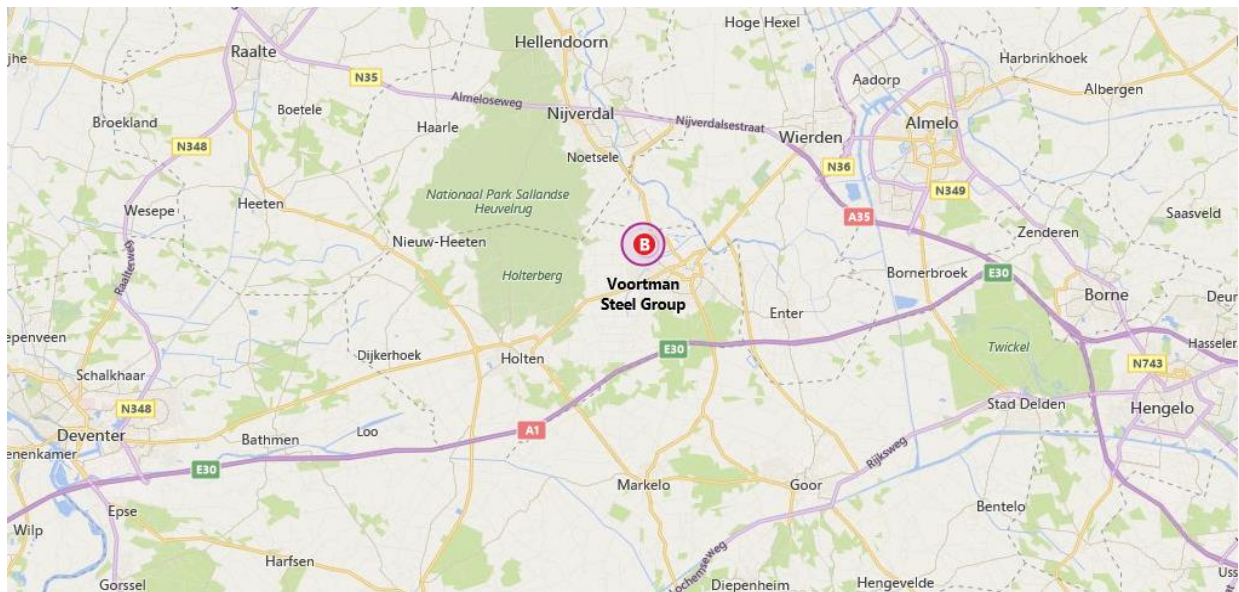 Hoge Hexel
Hellendoorn
Raalte
Harbrinkhoek
jhe
N35
Aadorp
Albergen
Almeloseweg
Boetele
Nijverdal
Broekland
Haarle
Nijverdalsestraat
Wierden
Almelo
N348
Noetsele
N36
Nationaal Park Sallandse
Heuvelrug
N349
Wesepe
Heeten
A35
Saasveld
Zenderen
Nieuw-Heeten
B
Raalterweg
Holterberg
Bornerbroek
E30
Voortman
Steel Group
Borne
Deur
Enter
epenveen
Dijkerhoek
Holten
E30
Twickel
Hasseler
Schalkhaar
N743
N348
Stad Delden
Hengelo
Deventer
Loo
A1
Bathmen
enenkamer
E30
Rijksweg
Markelo
Goor
Epse
Bentelo
Wilp
Harfsen
LochemseWeg
Uss
Gorssel
Diepenheim
Hengevelde